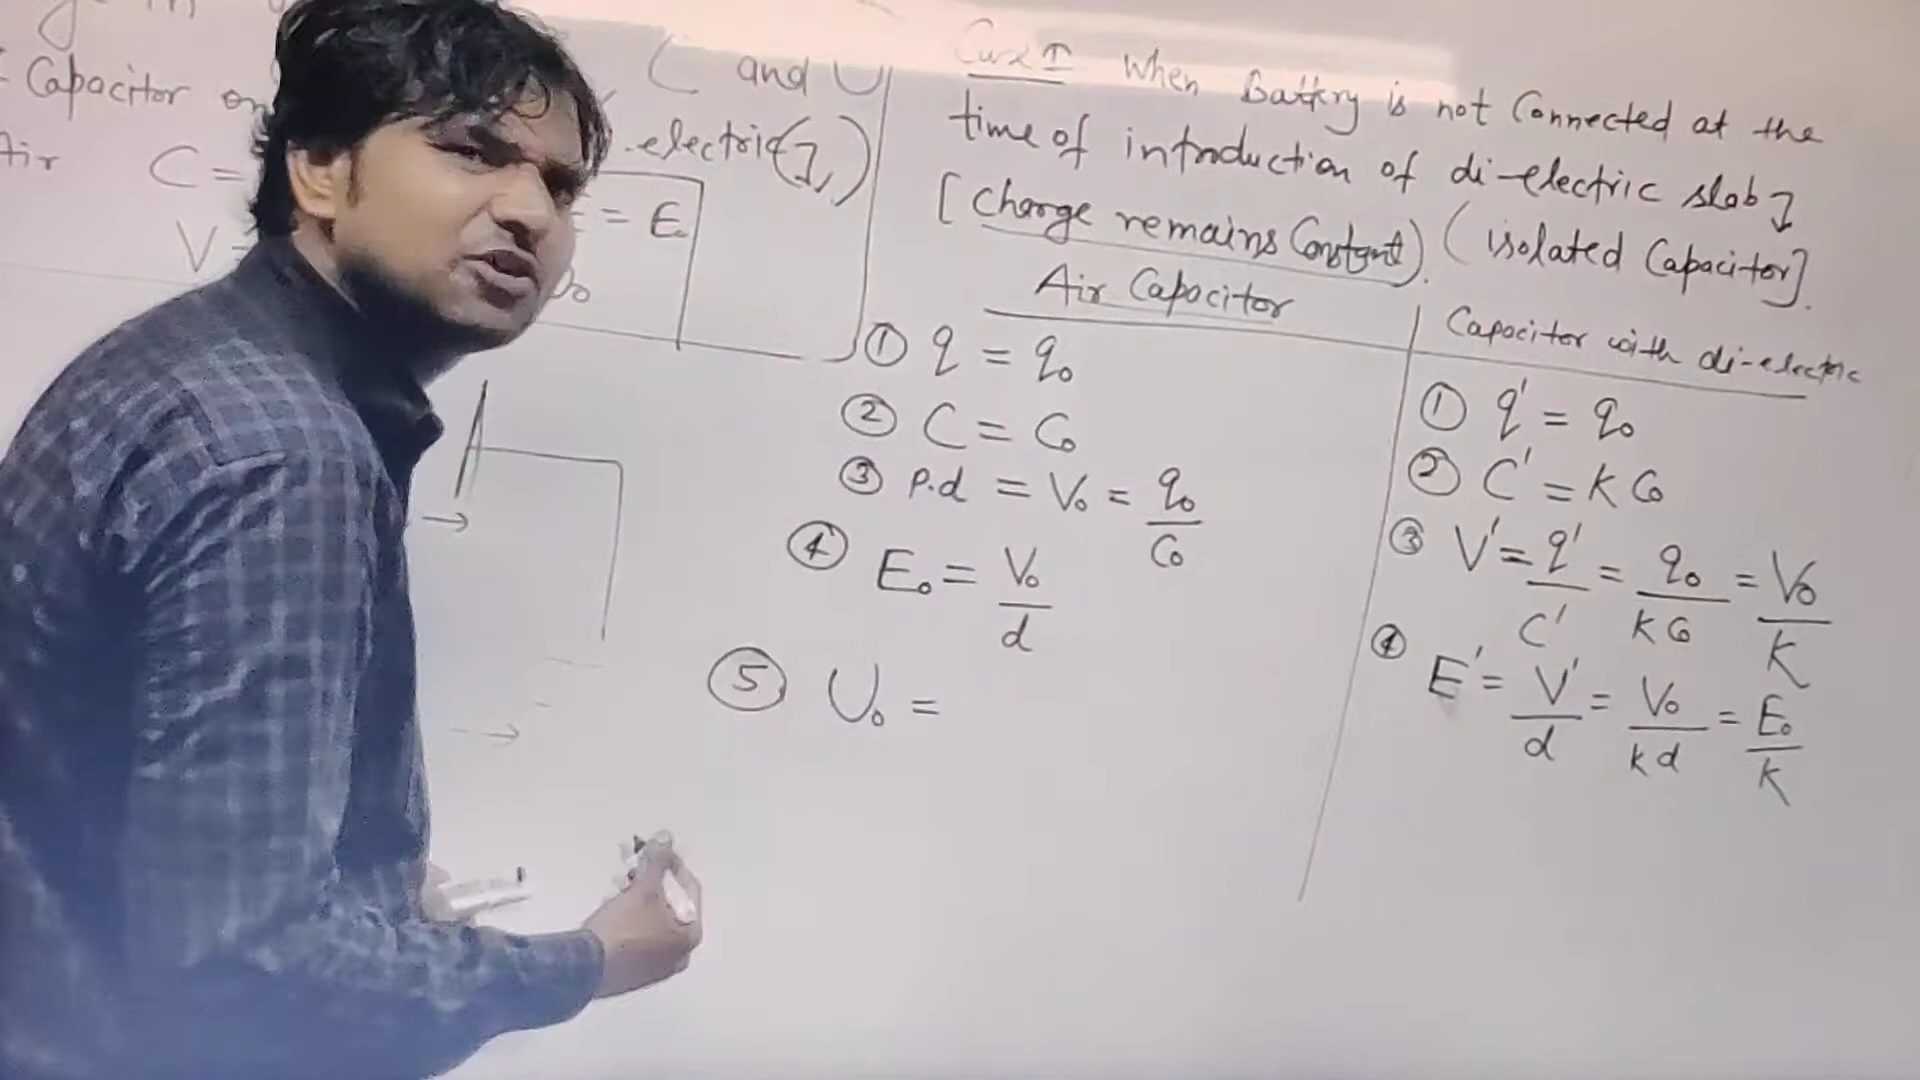 Capacitor on
C and U
Air C =
electric
V =
= E
Case I When Battery is not Connected at the
time of introduction of di-electric slab]
[Charge remains Constant). (isolated Capacitor].
Air Capacitor
① q = q₀
② C = C₀
③ P.d = V₀ = q₀/C₀
④ E₀ = V₀/d
⑤ U₀ =
Capacitor with di-electric
① q' = q₀
② C' = K C₀
③ V' = q'/C' = q₀/KC₀ = V₀/K
④ E' = V'/d = V₀/kd = E₀/K